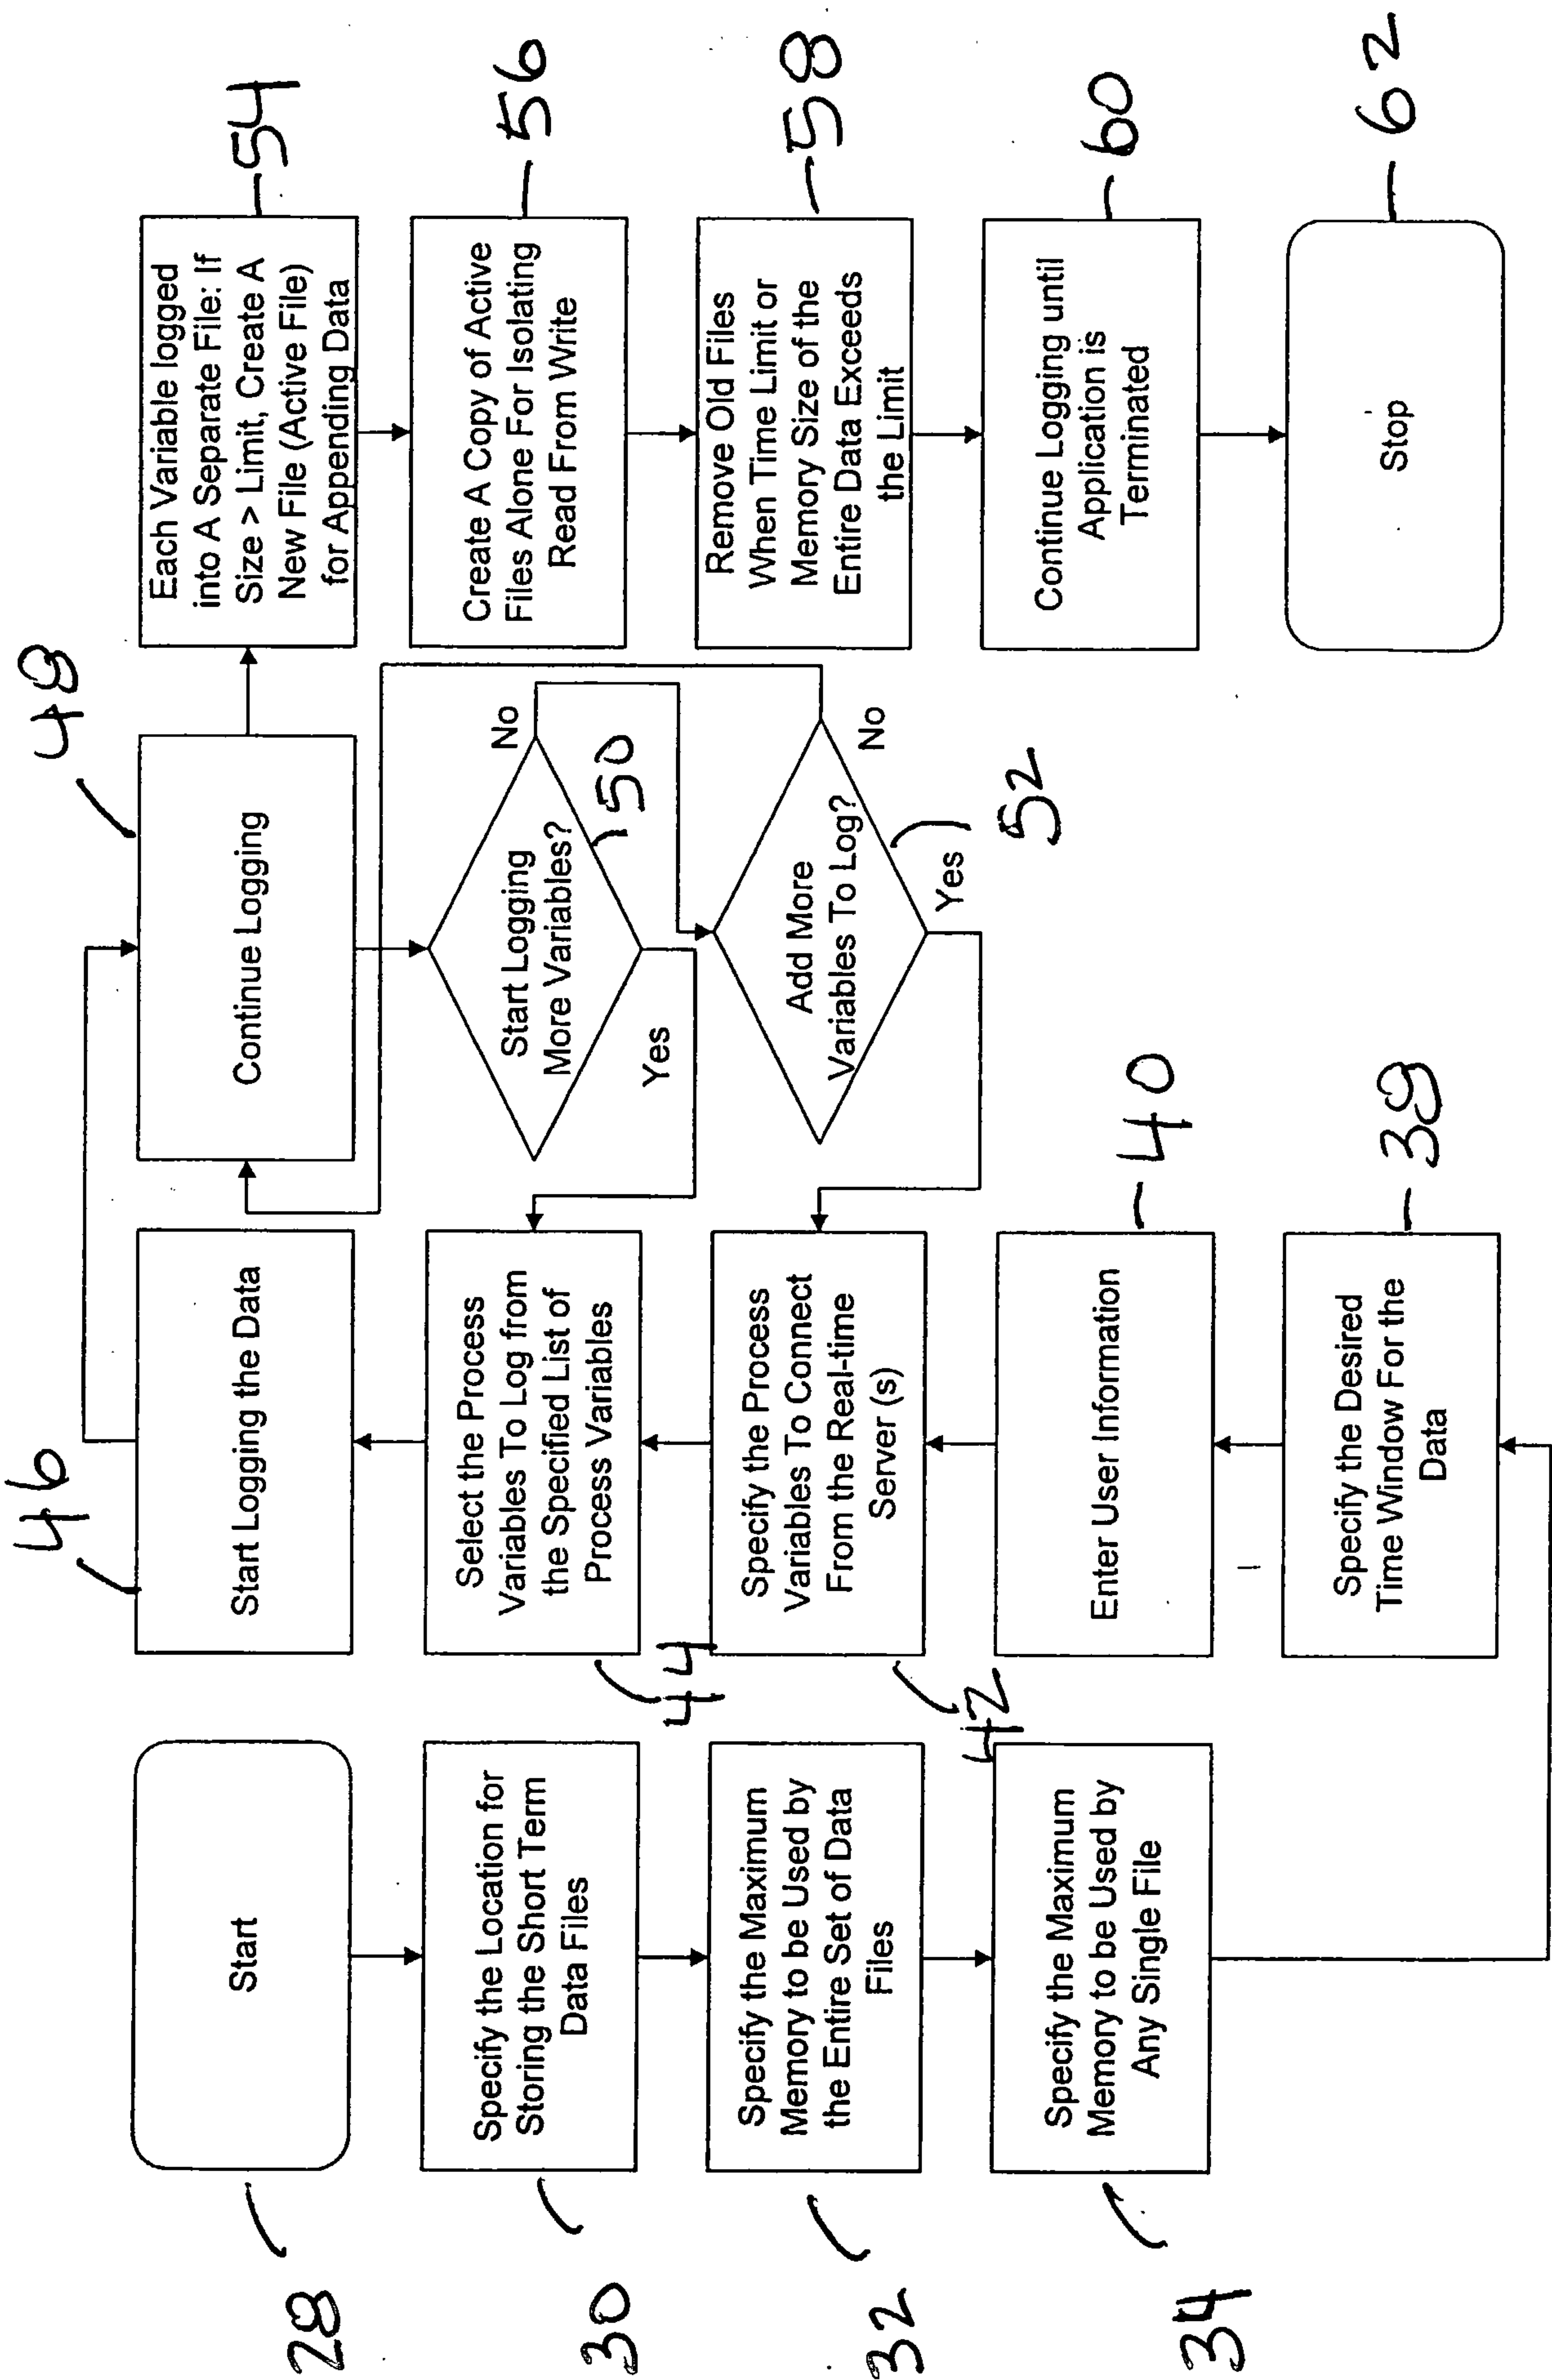 28
Start
30
Specify the Location for
Storing the Short Term
Data Files
32
Specify the Maximum
Memory to be Used by
the Entire Set of Data
Files
34
Specify the Maximum
Memory to be Used by
Any Single File
46
Start Logging the Data
44
Select the Process
Variables To Log from
the Specified List of
Process Variables
42
Specify the Process
Variables To Connect
From the Real-time
Server (s)
40
Enter User Information
38
Specify the Desired
Time Window For the
Data
48
Continue Logging
Start Logging
More Variables?
No
50
Yes
Add More
Variables To Log?
No
52
Yes
Each Variable logged
into A Separate File: If
Size > Limit, Create A
New File (Active File)
for Appending Data
54
Create A Copy of Active
Files Alone For Isolating
Read From Write
56
Remove Old Files
When Time Limit or
Memory Size of the
Entire Data Exceeds
the Limit
58
Continue Logging until
Application is
Terminated
60
Stop
62